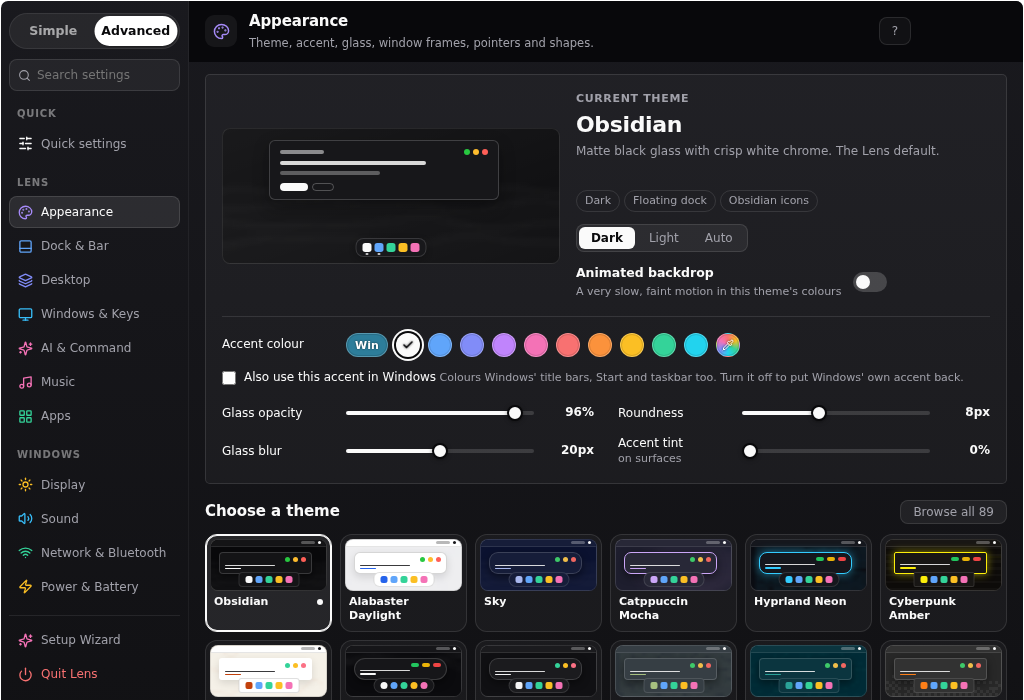 Simple
Advanced
Search settings
QUICK
Quick settings
LENS
Appearance
Dock & Bar
Desktop
Windows & Keys
AI & Command
Music
Apps
WINDOWS
Display
Sound
Network & Bluetooth
Power & Battery
Setup Wizard
Quit Lens
Appearance
Theme, accent, glass, window frames, pointers and shapes.
?
CURRENT THEME
Obsidian
Matte black glass with crisp white chrome. The Lens default.
Dark
Floating dock
Obsidian icons
Dark
Light
Auto
Animated backdrop
A very slow, faint motion in this theme's colours
Accent colour
Win
Also use this accent in Windows Colours Windows' title bars, Start and taskbar too. Turn it off to put Windows' own accent back.
Glass opacity
96%
Roundness
8px
Glass blur
20px
Accent tint
on surfaces
0%
Choose a theme
Browse all 89
Obsidian
Alabaster
Daylight
Sky
Catppuccin
Mocha
Hyprland Neon
Cyberpunk
Amber